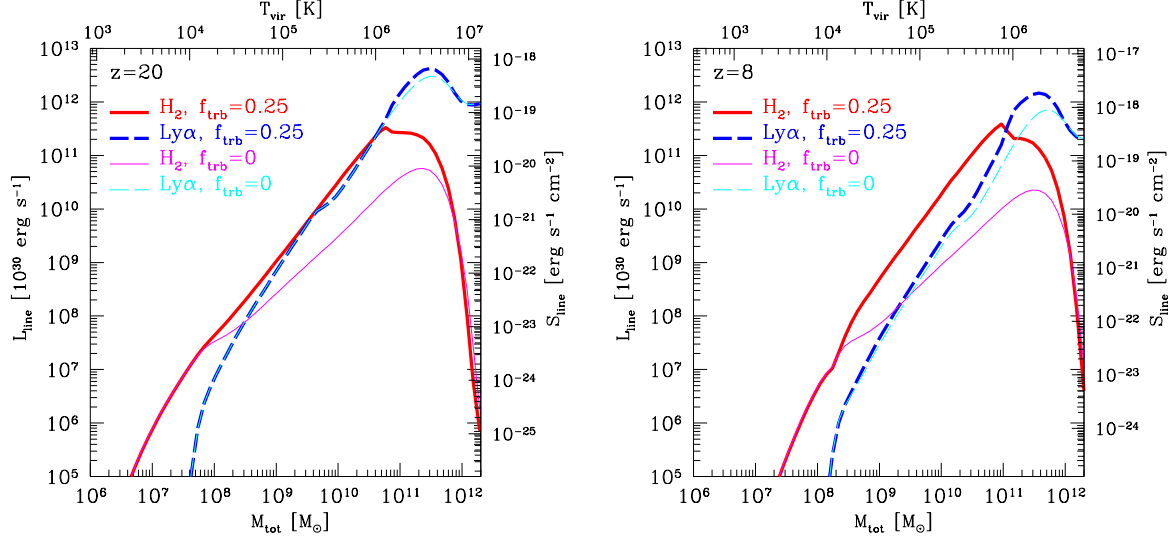 T_vir [K]
10^3 10^4 10^5 10^6 10^7
z=20
H_2, f_trb=0.25
Lyα, f_trb=0.25
H_2, f_trb=0
Lyα, f_trb=0
L_line [10^30 erg s^-1]
10^13
10^12
10^11
10^10
10^9
10^8
10^7
10^6
10^5
10^-18
10^-19
10^-20
10^-21
10^-22
10^-23
10^-24
10^-25
S_line [erg s^-1 cm^-2]
10^6 10^7 10^8 10^9 10^10 10^11 10^12
M_tot [M_⊙]
T_vir [K]
10^3 10^4 10^5 10^6
z=8
H_2, f_trb=0.25
Lyα, f_trb=0.25
H_2, f_trb=0
Lyα, f_trb=0
L_line [10^30 erg s^-1]
10^13
10^12
10^11
10^10
10^9
10^8
10^7
10^6
10^5
10^-17
10^-18
10^-19
10^-20
10^-21
10^-22
10^-23
10^-24
S_line [erg s^-1 cm^-2]
10^6 10^7 10^8 10^9 10^10 10^11 10^12
M_tot [M_⊙]